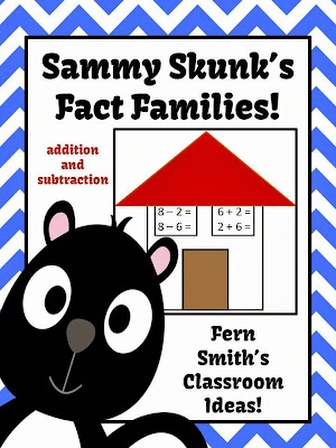 Sammy Skunk's
Fact Families!
addition
and
subtraction
8 – 2 = 6 + 2 =
8 – 6 = 2 + 6 =
Fern
Smith's
Classroom
Ideas!